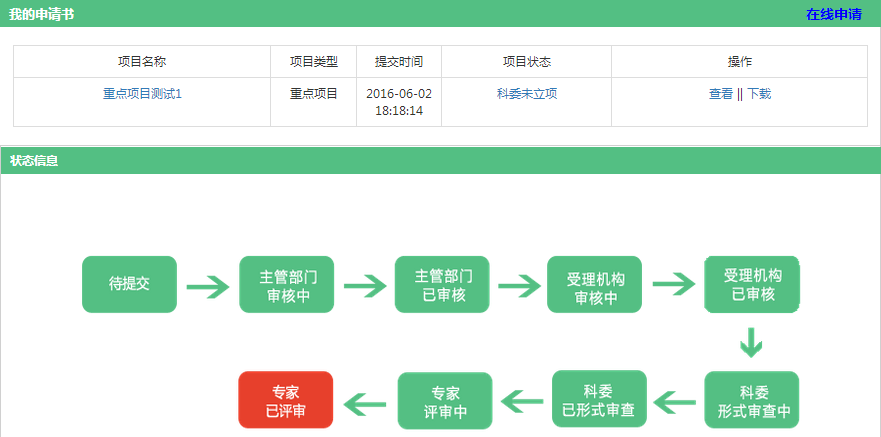 我的申请书 在线申请
项目名称 项目类型 提交时间 项目状态 操作
重点项目测试1 重点项目 2016-06-02 科委未立项 查看 || 下载
18:18:14
状态信息
待提交
主管部门
审核中
主管部门
已审核
受理机构
审核中
受理机构
已审核
科委
形式审查中
科委
已形式审查
专家
评审中
专家
已评审